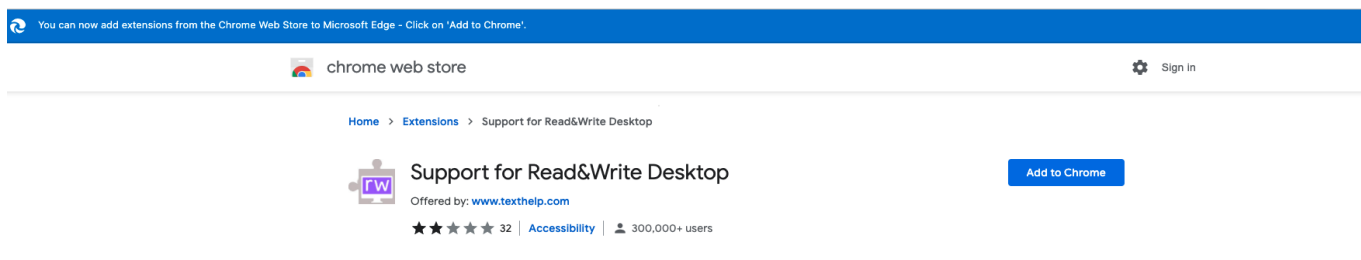 You can now add extensions from the Chrome Web Store to Microsoft Edge - Click on 'Add to Chrome'.
chrome web store
Sign in
Home > Extensions > Support for Read&Write Desktop
rw
Support for Read&Write Desktop
Add to Chrome
Offered by: www.texthelp.com
32 | Accessibility | 300,000+ users